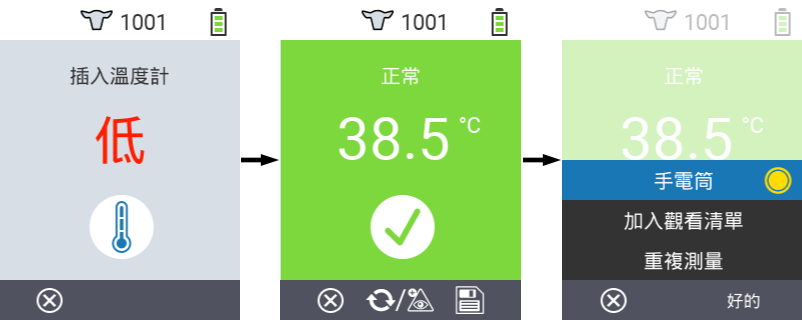 1001
插入溫度計
低
1001
正常
38.5 °C
/
1001
正常
38.5 °C
手電筒
加入觀看清單
重複測量
好的